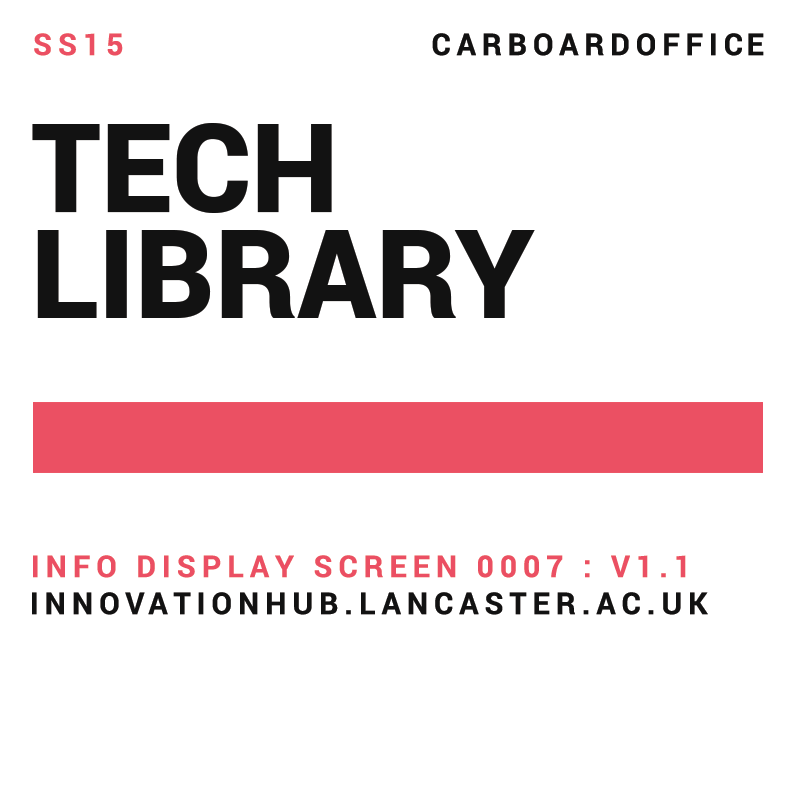 SS15 CARBOARDOFFICE
TECH
LIBRARY
INFO DISPLAY SCREEN 0007 : V1.1
INNOVATIONHUB.LANCASTER.AC.UK